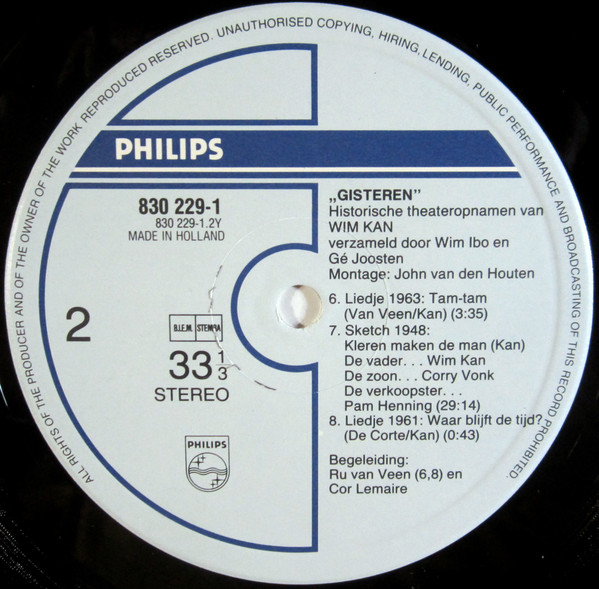 ALL RIGHTS OF THE PRODUCER AND OF THE OWNER OF THE WORK REPRODUCED RESERVED. UNAUTHORISED COPYING, HIRING, LENDING, PUBLIC PERFORMANCE AND BROADCASTING OF THIS RECORD PROHIBITED.
PHILIPS
830 229-1
830 229-1.2Y
MADE IN HOLLAND
2
B.I.E.M. STEMRA
33 1/3
STEREO
PHILIPS
„GISTEREN”
Historische theateropnamen van
WIM KAN
verzameld door Wim Ibo en
Gé Joosten
Montage: John van den Houten
6. Liedje 1963: Tam-tam
(Van Veen/Kan) (3:35)
7. Sketch 1948:
Kleren maken de man (Kan)
De vader. . . Wim Kan
De zoon. . . Corry Vonk
De verkoopster. . .
Pam Henning (29:14)
8. Liedje 1961: Waar blijft de tijd?
(De Corte/Kan) (0:43)
Begeleiding:
Ru van Veen (6,8) en
Cor Lemaire